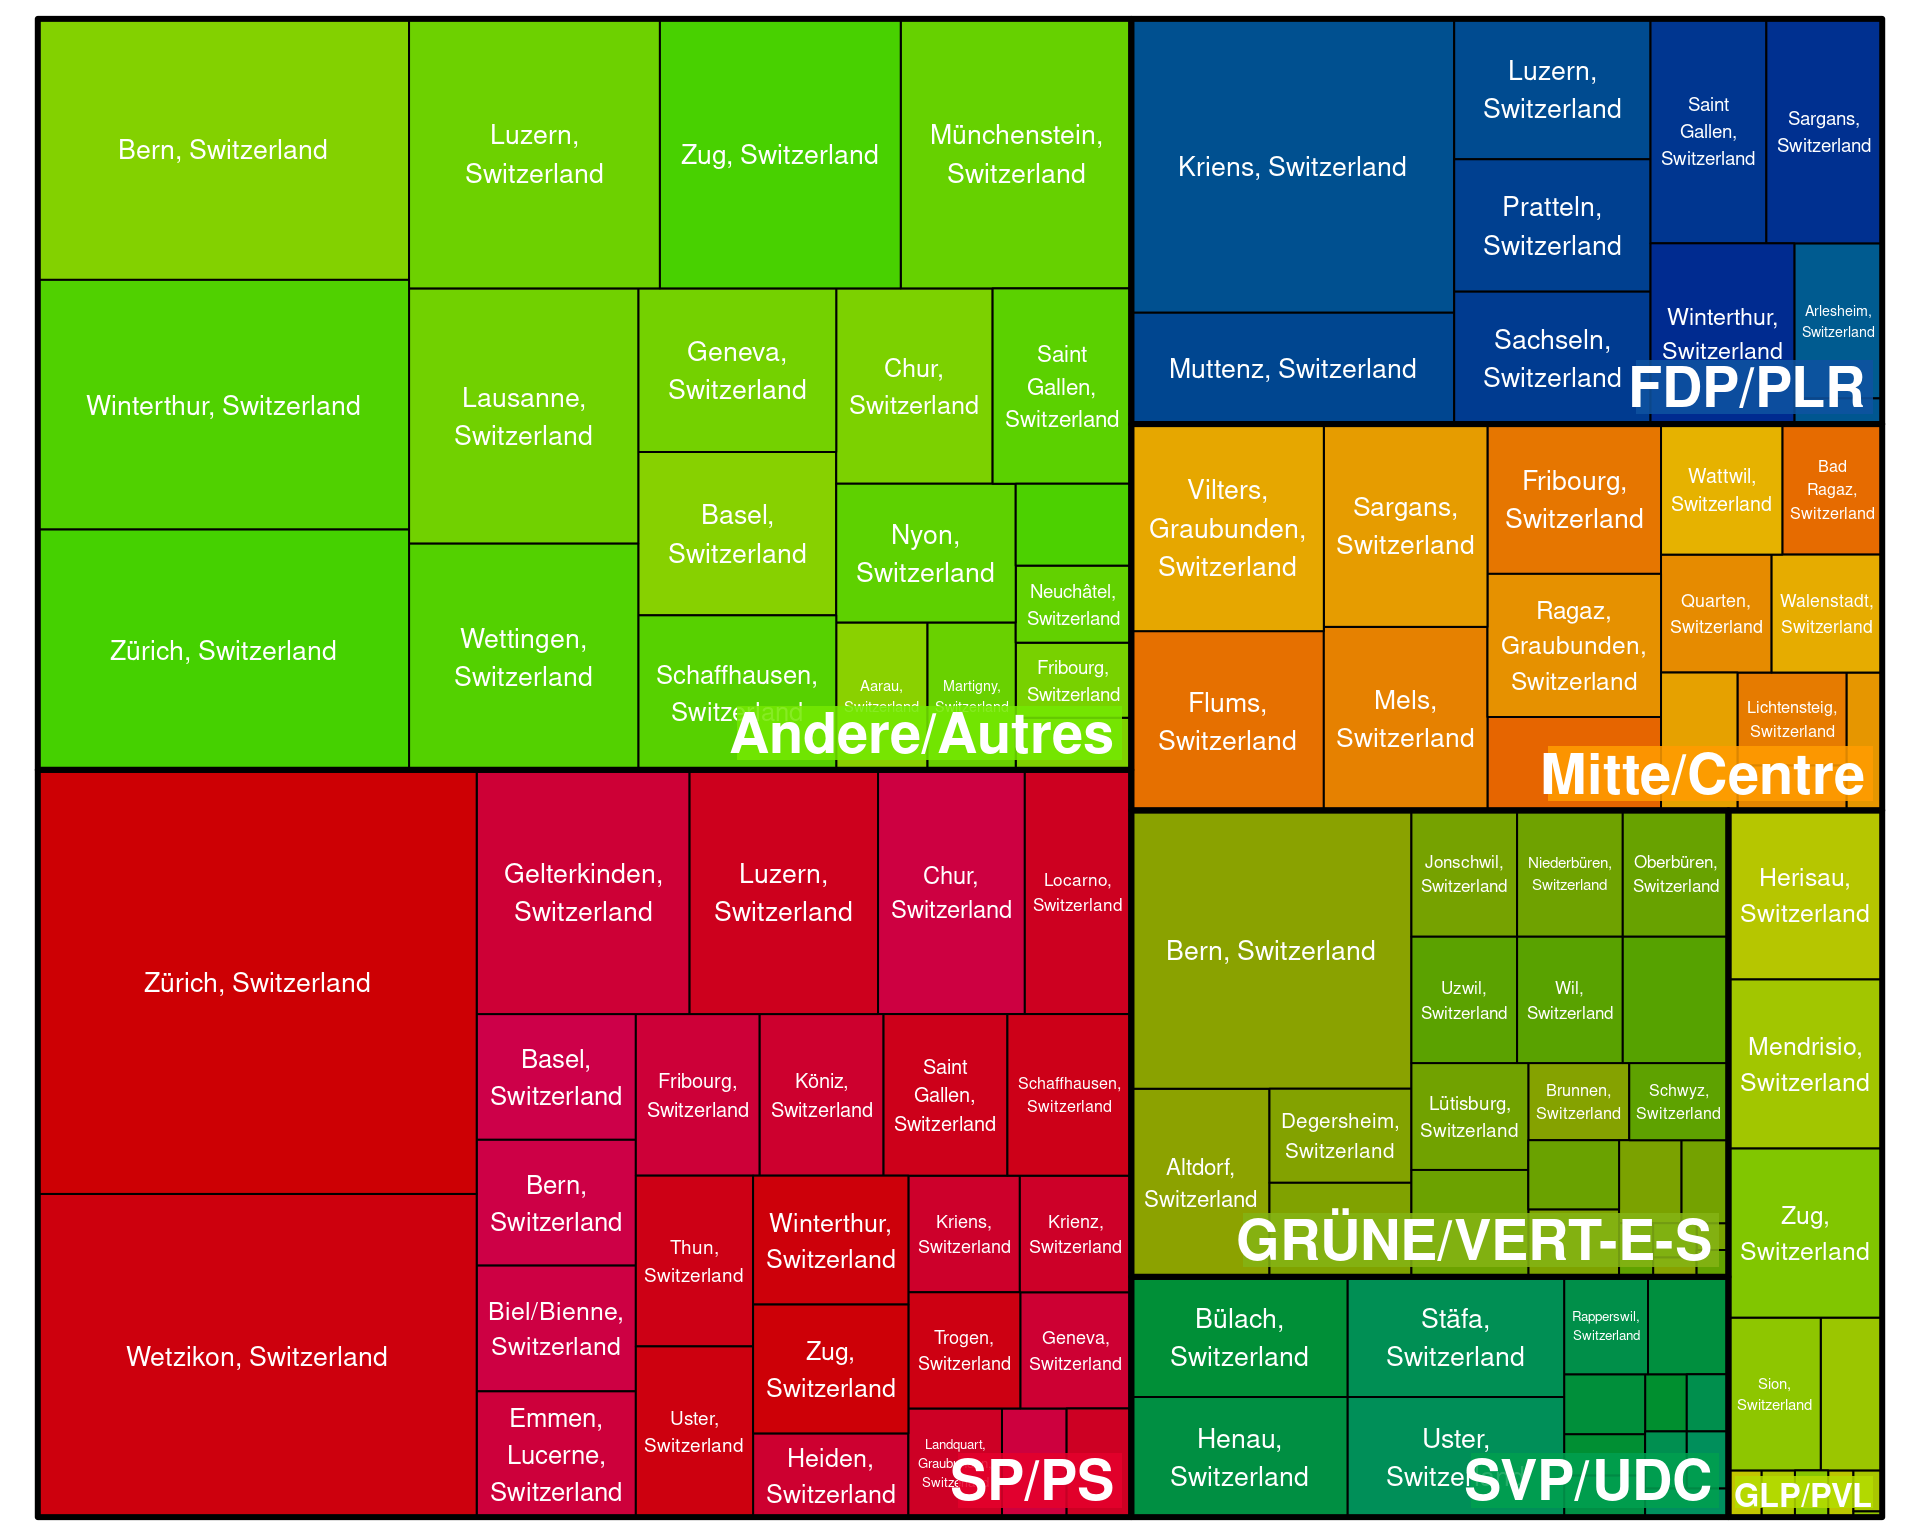 Bern, Switzerland
Winterthur, Switzerland
Zürich, Switzerland
Luzern,
Switzerland
Zug, Switzerland
Münchenstein,
Switzerland
Lausanne,
Switzerland
Wettingen,
Switzerland
Geneva,
Switzerland
Basel,
Switzerland
Schaffhausen,
Switzerland
Chur,
Switzerland
Saint
Gallen,
Switzerland
Nyon,
Switzerland
Neuchâtel,
Switzerland
Fribourg,
Switzerland
Aarau,
Switzerland
Martigny,
Switzerland
Andere/Autres
Kriens, Switzerland
Muttenz, Switzerland
Luzern,
Switzerland
Pratteln,
Switzerland
Sachseln,
Switzerland
Saint
Gallen,
Switzerland
Sargans,
Switzerland
Winterthur,
Switzerland
Arlesheim,
Switzerland
FDP/PLR
Vilters,
Graubunden,
Switzerland
Flums,
Switzerland
Sargans,
Switzerland
Mels,
Switzerland
Fribourg,
Switzerland
Ragaz,
Graubunden,
Switzerland
Wattwil,
Switzerland
Bad
Ragaz,
Switzerland
Quarten,
Switzerland
Walenstadt,
Switzerland
Lichtensteig,
Switzerland
Mitte/Centre
Zürich, Switzerland
Wetzikon, Switzerland
Gelterkinden,
Switzerland
Luzern,
Switzerland
Chur,
Switzerland
Locarno,
Switzerland
Basel,
Switzerland
Bern,
Switzerland
Biel/Bienne,
Switzerland
Emmen,
Lucerne,
Switzerland
Fribourg,
Switzerland
Köniz,
Switzerland
Saint
Gallen,
Switzerland
Schaffhausen,
Switzerland
Thun,
Switzerland
Uster,
Switzerland
Winterthur,
Switzerland
Zug,
Switzerland
Heiden,
Switzerland
Kriens,
Switzerland
Krienz,
Switzerland
Trogen,
Switzerland
Geneva,
Switzerland
Landquart,
SP/PS
Bern, Switzerland
Altdorf,
Switzerland
Degersheim,
Switzerland
Jonschwil,
Switzerland
Niederbüren,
Switzerland
Oberbüren,
Switzerland
Uzwil,
Switzerland
Wil,
Switzerland
Lütisburg,
Switzerland
Brunnen,
Switzerland
Schwyz,
Switzerland
GRÜNE/VERT-E-S
Bülach,
Switzerland
Henau,
Switzerland
Stäfa,
Switzerland
Uster,
Switzerland
Rapperswil,
Switzerland
SVP/UDC
Herisau,
Switzerland
Mendrisio,
Switzerland
Zug,
Switzerland
Sion,
Switzerland
GLP/PVL